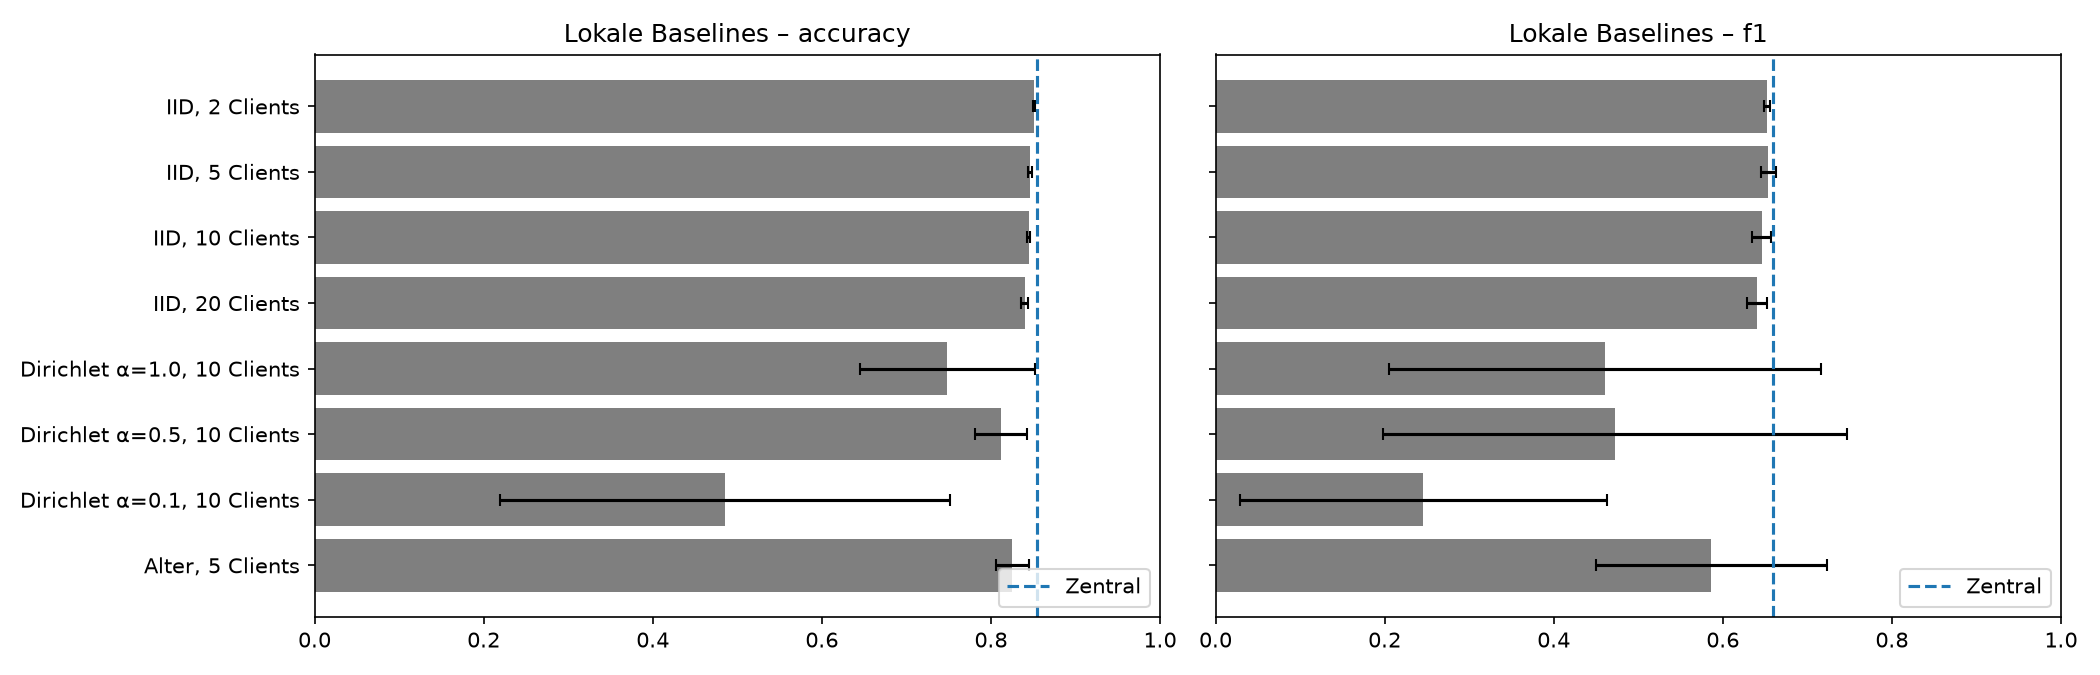 Lokale Baselines – accuracy
IID, 2 Clients
IID, 5 Clients
IID, 10 Clients
IID, 20 Clients
Dirichlet α=1.0, 10 Clients
Dirichlet α=0.5, 10 Clients
Dirichlet α=0.1, 10 Clients
Alter, 5 Clients
Zentral
0.0 0.2 0.4 0.6 0.8 1.0
Lokale Baselines – f1
Zentral
0.0 0.2 0.4 0.6 0.8 1.0